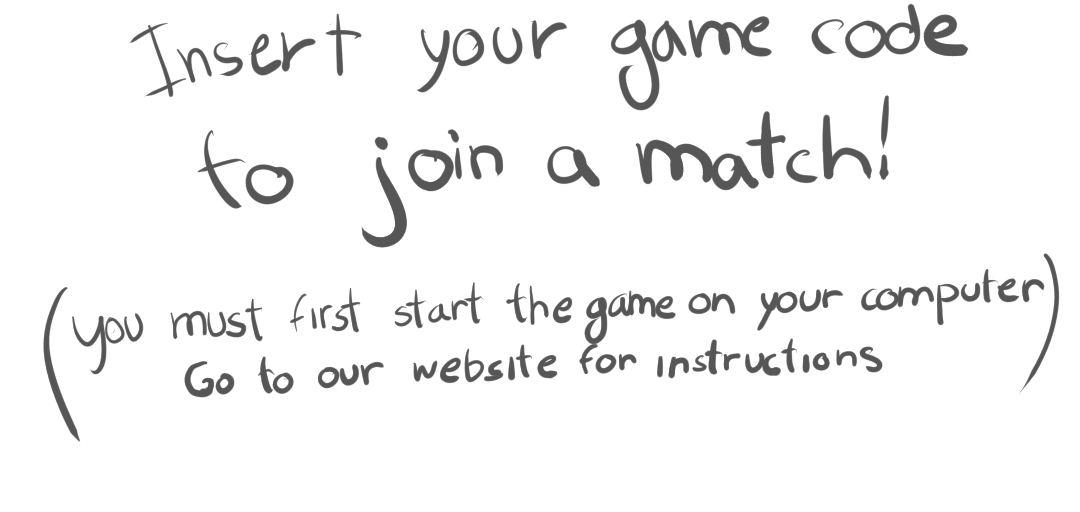 Insert your game code
to join a match!
(you must first start the game on your computer)
Go to our website for instructions